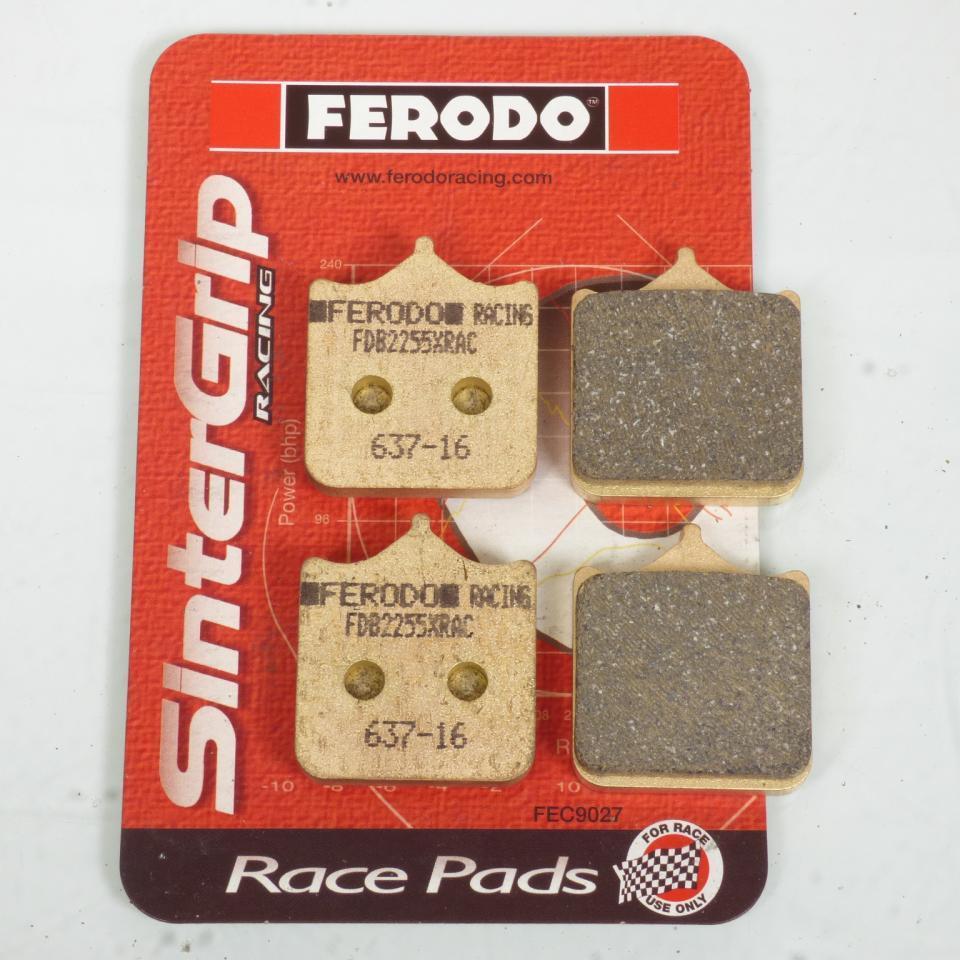 FERODO™
www.ferodoracing.com
SinterGrip
RACING
240
FERODO RACING
FDB2255XRAC
637-16
Power (bhp)
96
FERODO RACING
FDB2255XRAC
637-16
-10
FEC9027
FOR RACE
USE ONLY
Race Pads